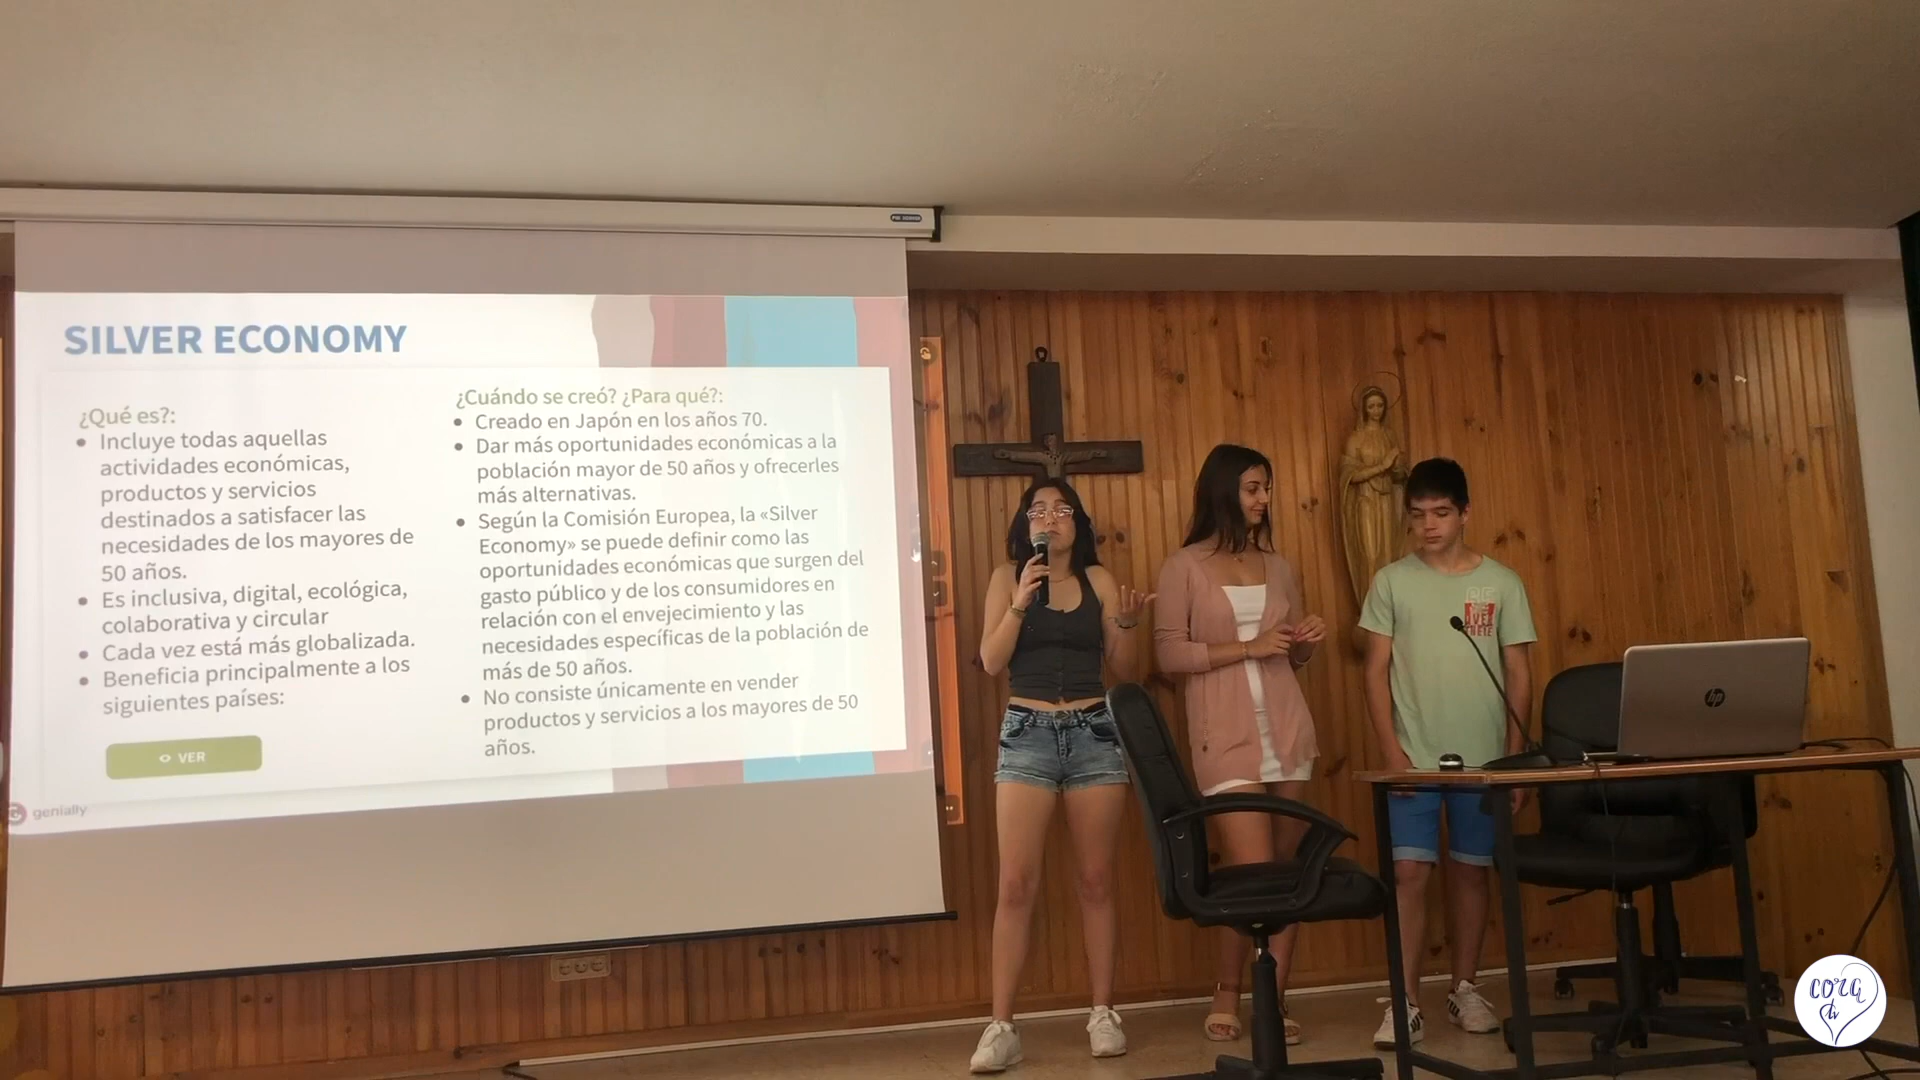 SILVER ECONOMY
¿Qué es?:
• Incluye todas aquellas
actividades económicas,
productos y servicios
destinados a satisfacer las
necesidades de los mayores de
50 años.
• Es inclusiva, digital, ecológica,
colaborativa y circular
• Cada vez está más globalizada.
• Beneficia principalmente a los
siguientes países:
VER
genially
¿Cuándo se creó? ¿Para qué?:
• Creado en Japón en los años 70.
• Dar más oportunidades económicas a la
población mayor de 50 años y ofrecerles
más alternativas.
• Según la Comisión Europea, la «Silver
Economy» se puede definir como las
oportunidades económicas que surgen del
gasto público y de los consumidores en
relación con el envejecimiento y las
necesidades específicas de la población de
más de 50 años.
• No consiste únicamente en vender
productos y servicios a los mayores de 50
años.
hp